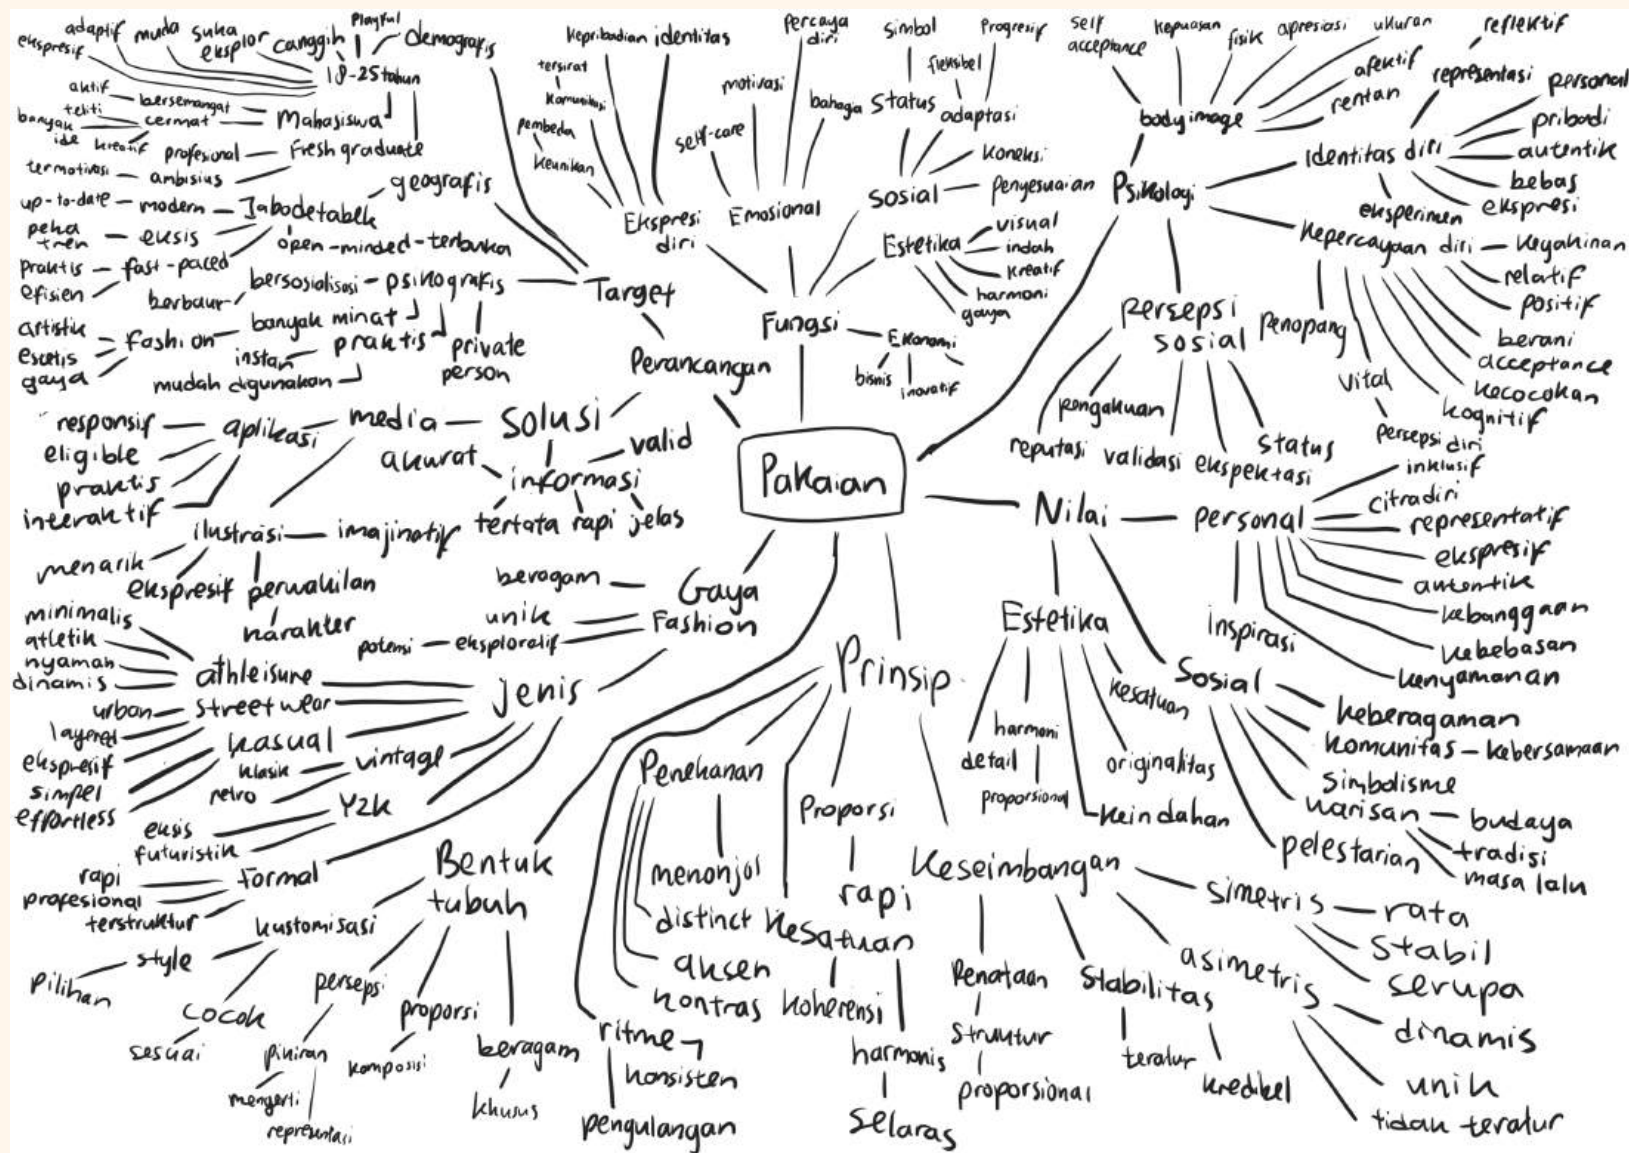 Pakaian
Perancangan
Target
demografis
18-25 tahun
ekspresif
adaptif
muda
suka
eksplor
canggih
playful
Mahasiswa
bersemangat
aktif
cermat
teliti
banyak
ide
kreatif
Fresh graduate
profesional
ambisius
termotivasi
geografis
Jabodetabek
modern
up-to-date
eksis
peka
tren
fast-paced
praktis
efisien
open-minded-terbuka
psikografis
bersosialisasi
berbaur
banyak minat
fashion
artistik
gaya
praktis
instan
mudah digunakan
private
person
solusi
media
aplikasi
responsif
eligible
praktis
interaktif
ilustrasi
imajinatif
menarik
ekspresif
perwakilan
karakter
informasi
akurat
valid
tertata
rapi
jelas
Fungsi
Ekspresi
diri
kepribadian
identitas
tersirat
komunikasi
pembeda
keunikan
Emosional
self-care
motivasi
percaya
diri
bahagia
Sosial
Status
simbol
adaptasi
fleksibel
Progresif
koneksi
penyesuaian
Estetika
visual
indah
kreatif
harmoni
gaya
Ekonomi
bisnis
inovatif
Psikologi
body image
self
acceptance
kepuasan
fisik
apresiasi
ukuran
afektif
rentan
Identitas diri
representasi
reflektif
personal
pribadi
autentik
bebas
ekspresi
eksperimen
kepercayaan diri
keyakinan
relatif
positif
berani
acceptance
kecocokan
kognitif
vital
persepsi diri
penopang
persepsi
sosial
pengakuan
reputasi
validasi
ekspektasi
status
Nilai
personal
inklusif
citra diri
representatif
ekspresif
autentik
kebanggaan
kebebasan
kenyamanan
inspirasi
Estetika
detail
harmoni
proporsional
kesatuan
originalitas
keindahan
Sosial
keberagaman
komunitas – kebersamaan
simbolisme
warisan
budaya
tradisi
masa lalu
pelestarian
Gaya
Fashion
beragam
unik
eksploratif
potensi
jenis
athleisure
minimalis
atletik
nyaman
dinamis
streetwear
urban
layered
ekspresif
kasual
simpel
effortless
vintage
klasik
retro
Y2K
eksis
futuristik
formal
rapi
profesional
terstruktur
Bentuk
tubuh
kustomisasi
style
pilihan
cocok
sesuai
persepsi
pikiran
mengerti
representasi
proporsi
komposisi
beragam
khusus
Prinsip
Penekanan
menonjol
distinct
aksen
kontras
ritme
konsisten
pengulangan
Proporsi
rapi
kesatuan
koherensi
harmonis
selaras
keseimbangan
Penataan
struktur
proporsional
Stabilitas
teratur
kredibel
simetris
rata
stabil
serupa
asimetris
dinamis
unik
tidak teratur